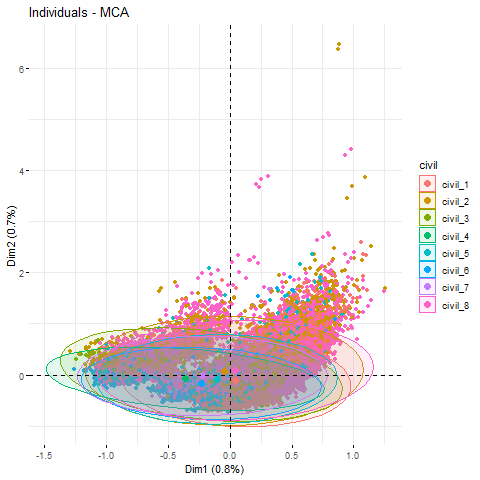 Individuals - MCA
6
4
2
0
Dim2 (0.7%)
-1.5
-1.0
-0.5
0.0
0.5
1.0
Dim1 (0.8%)
civil
civil_1
civil_2
civil_3
civil_4
civil_5
civil_6
civil_7
civil_8